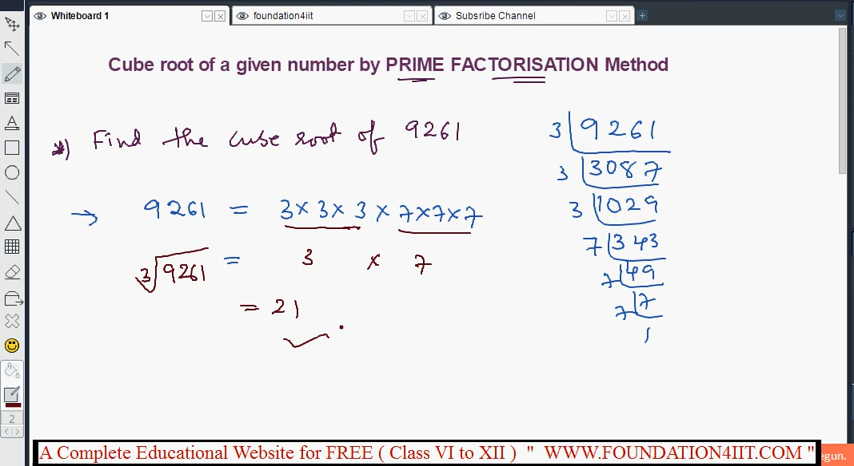 Whiteboard 1
foundation4iit
Subsribe Channel
Cube root of a given number by PRIME FACTORISATION Method
*) Find the cube root of 9261
→ 9261 = 3×3×3×7×7×7
∛9261 = 3 × 7
= 21
3 | 9261
3 | 3087
3 | 1029
7 | 343
7 | 49
7 | 7
1
2
A Complete Educational Website for FREE ( Class VI to XII ) " WWW.FOUNDATION4IIT.COM "
egun.